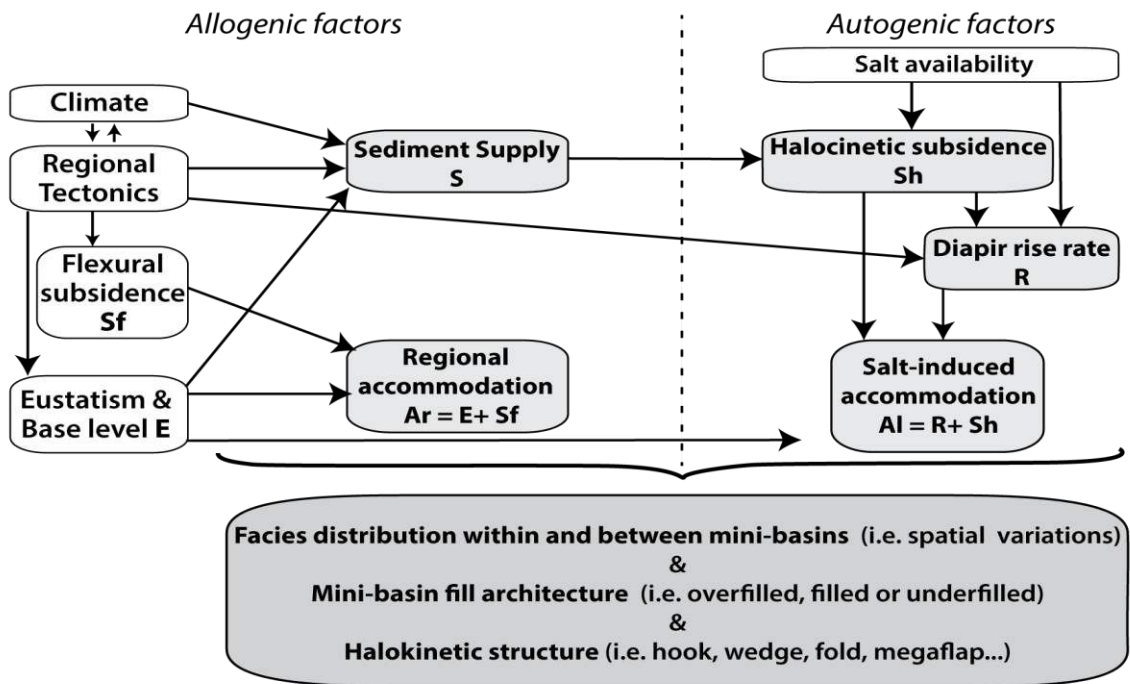 Allogenic factors
Autogenic factors
Salt availability
Climate
Sediment Supply
S
Halocinetic subsidence
Sh
Regional
Tectonics
Diapir rise rate
R
Flexural
subsidence
Sf
Regional
accommodation
Ar = E+ Sf
Salt-induced
accommodation
Al = R+ Sh
Eustatism &
Base level E
Facies distribution within and between mini-basins (i.e. spatial variations)
&
Mini-basin fill architecture (i.e. overfilled, filled or underfilled)
&
Halokinetic structure (i.e. hook, wedge, fold, megaflap...)